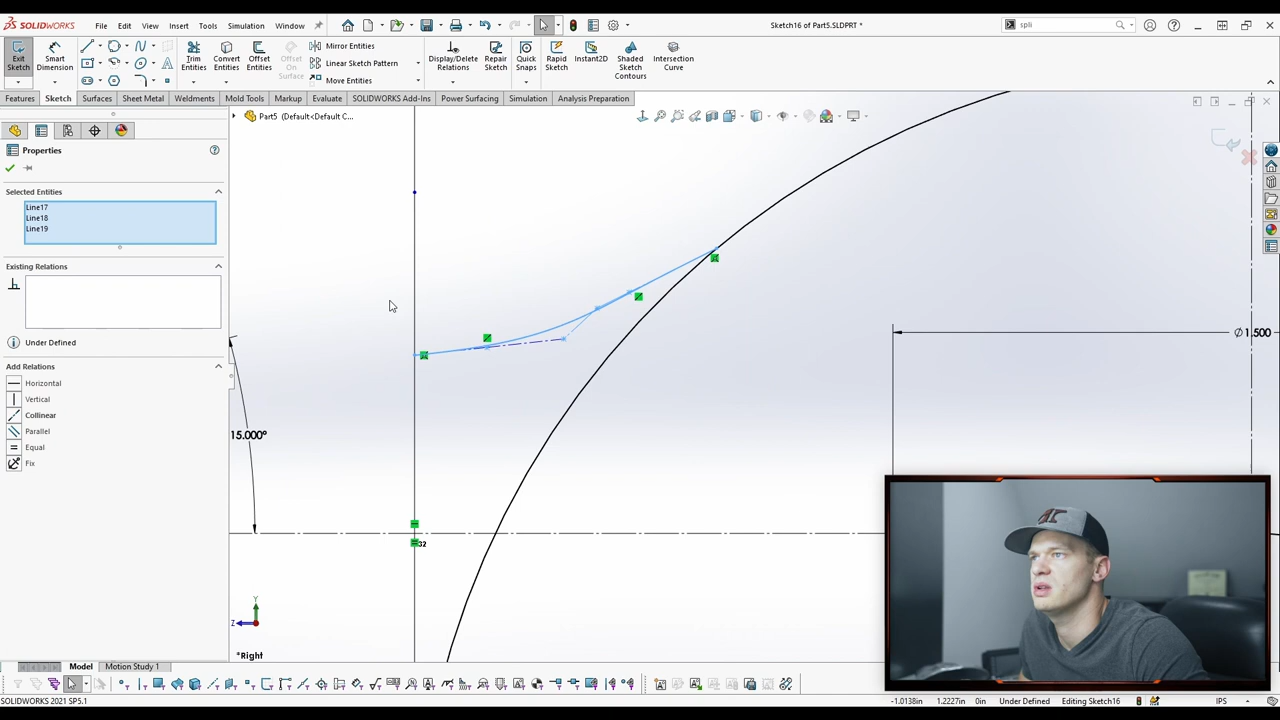 SOLIDWORKS File Edit View Insert Tools Simulation Window Sketch16 of Part5.SLDPRT * spli
Exit Sketch
Smart Dimension
Trim Entities
Convert Entities
Offset Entities
Offset On Surface
Mirror Entities
Linear Sketch Pattern
Move Entities
Display/Delete Relations
Repair Sketch
Quick Snaps
Rapid Sketch
Instant2D
Shaded Sketch Contours
Intersection Curve
Features Sketch Surfaces Sheet Metal Weldments Mold Tools Markup Evaluate SOLIDWORKS Add-Ins Power Surfacing Simulation Analysis Preparation
Part5 (Default<Default C...
Properties
Selected Entities
Line17
Line18
Line19
Existing Relations
Under Defined
Add Relations
Horizontal
Vertical
Collinear
Parallel
Equal
Fix
Ø1.500
15.000°
32
Y
Z
*Right
Model Motion Study 1
SOLIDWORKS 2021 SP5.1 -1.0138in 1.2227in 0in Under Defined Editing Sketch16 IPS